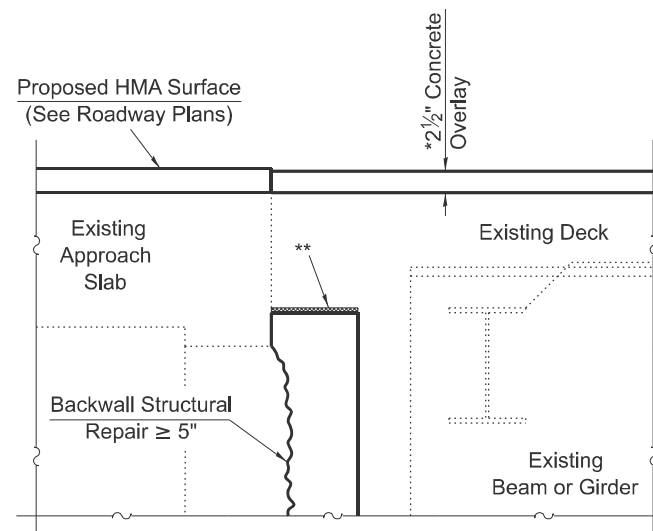 Proposed HMA Surface
(See Roadway Plans)
*2½" Concrete
Overlay
Existing
Approach
Slab
**
Existing Deck
Backwall Structural
Repair ≥ 5"
Existing
Beam or Girder